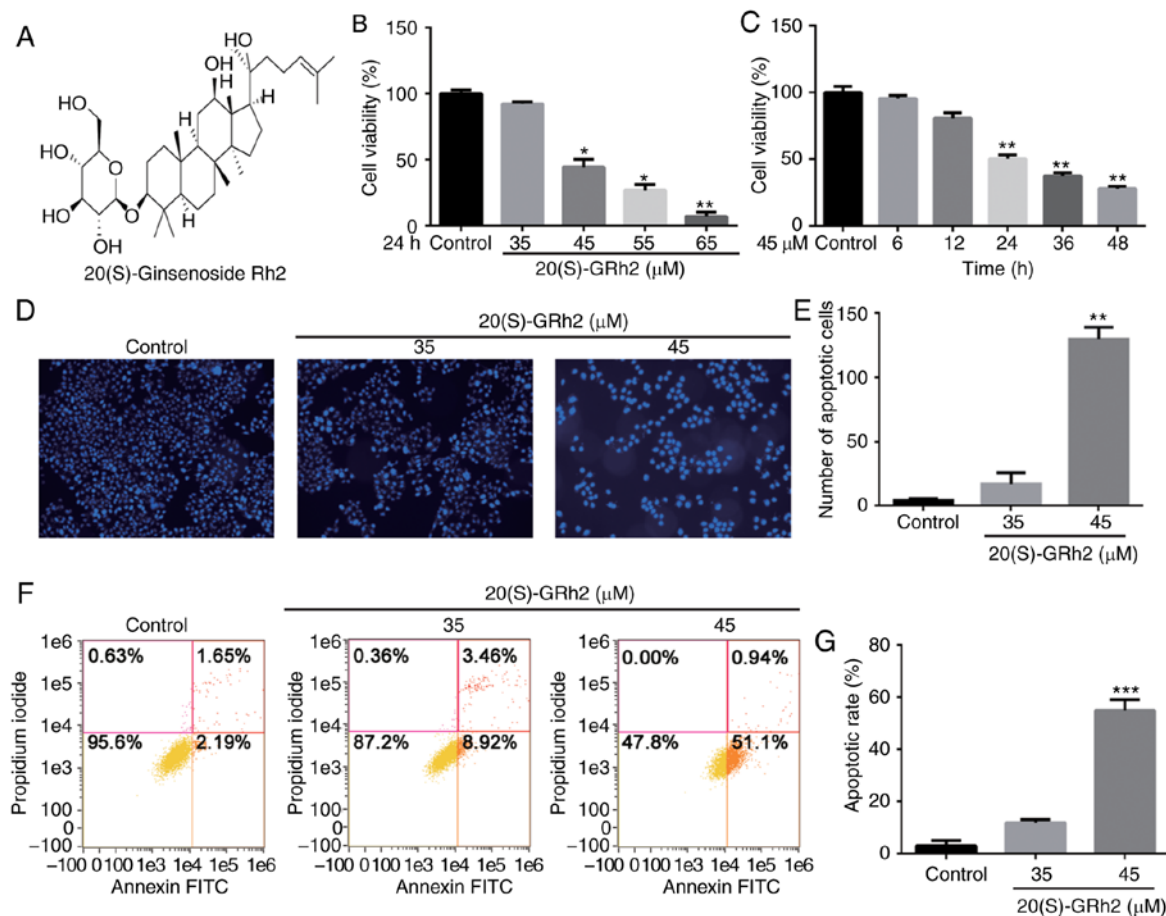 A
HO
OH
H
H
H
H
HO
HO
HO
OH
O
O
20(S)-Ginsenoside Rh2
B
Cell viability (%)
150
100
50
0
*
*
**
24 h Control 35 45 55 65
20(S)-GRh2 (μM)
C
Cell viability (%)
150
100
50
0
**
**
**
45 μM Control 6 12 24 36 48
Time (h)
D
20(S)-GRh2 (μM)
Control 35 45
E
Number of apoptotic cells
150
100
50
0
**
Control 35 45
20(S)-GRh2 (μM)
F
20(S)-GRh2 (μM)
Control
Propidium iodide
1e6
1e5
1e4
1e3
100
0
−100
0.63% 1.65%
95.6% 2.19%
−100 0 100 1e3 1e4 1e5 1e6
Annexin FITC
35
Propidium iodide
1e6
1e5
1e4
1e3
100
0
−100
0.36% 3.46%
87.2% 8.92%
−100 0 100 1e3 1e4 1e5 1e6
Annexin FITC
45
Propidium iodide
1e6
1e5
1e4
1e3
100
0
−100
0.00% 0.94%
47.8% 51.1%
−100 0 100 1e3 1e4 1e5 1e6
Annexin FITC
G
Apoptotic rate (%)
80
60
40
20
0
***
Control 35 45
20(S)-GRh2 (μM)